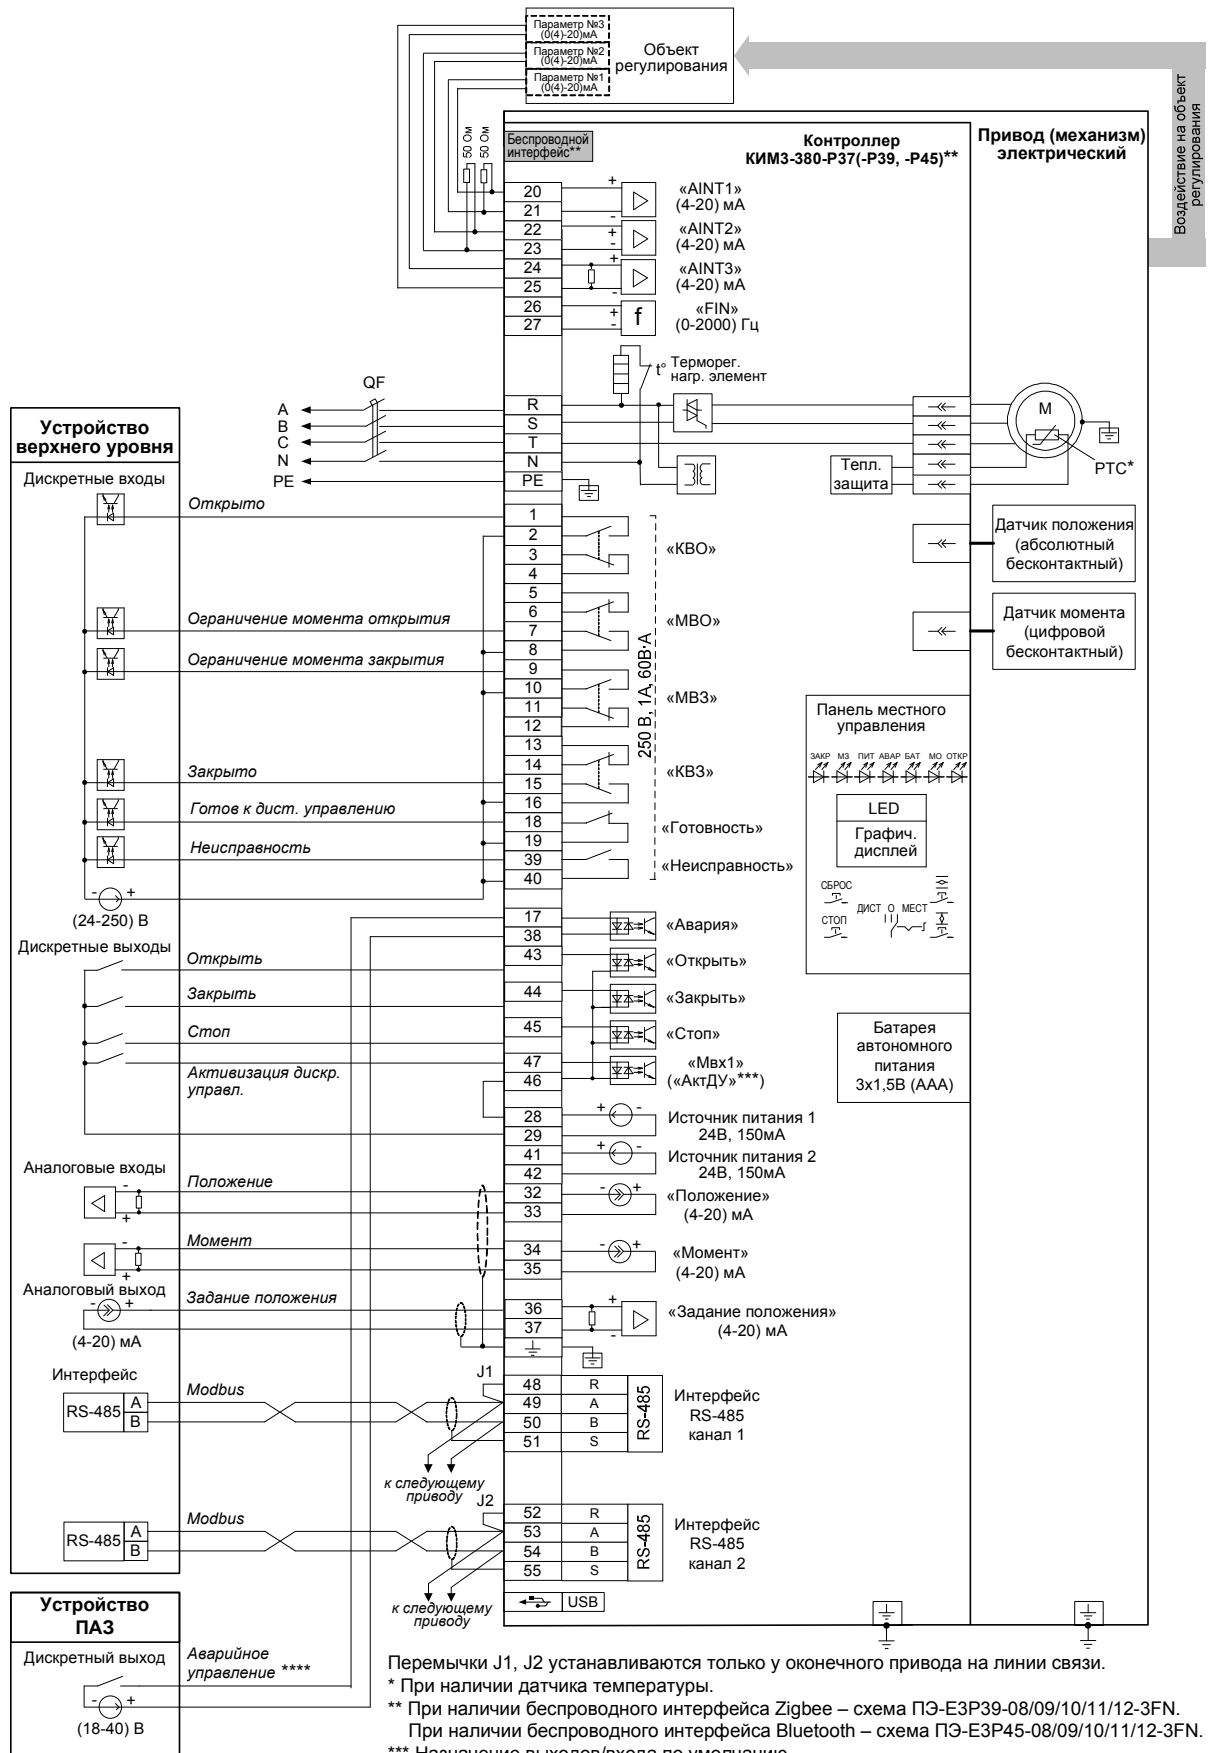 Параметр №3
(0(4)-20)мА
Параметр №2
(0(4)-20)мА
Параметр №1
(0(4)-20)мА
Объект
регулирования
Воздействие на объект
регулирования
50 Ом
50 Ом
Беспроводной
интерфейс**
Контроллер
КИМ3-380-Р37(-Р39, -Р45)**
Привод (механизм)
электрический
20
21
22
23
24
25
26
27
+
-
+
-
+
-
+
-
f
«AINT1»
(4-20) мА
«AINT2»
(4-20) мА
«AINT3»
(4-20) мА
«FIN»
(0-2000) Гц
t° Терморег.
нагр. элемент
QF
A
B
C
N
PE
R
S
T
N
PE
Тепл.
защита
M
PTC*
Устройство
верхнего уровня
Дискретные входы
Открыто
Ограничение момента открытия
Ограничение момента закрытия
Закрыто
Готов к дист. управлению
Неисправность
- +
(24-250) В
1
2
3
4
5
6
7
8
9
10
11
12
13
14
15
16
18
19
39
40
«КВО»
«МВО»
«МВЗ»
«КВЗ»
«Готовность»
«Неисправность»
250 В, 1А, 60В·А
Датчик положения
(абсолютный
бесконтактный)
Датчик момента
(цифровой
бесконтактный)
Панель местного
управления
ЗАКР МЗ ПИТ АВАР БАТ МО ОТКР
LED
Графич.
дисплей
СБРОС
СТОП
ДИСТ О МЕСТ
Батарея
автономного
питания
3х1,5В (ААА)
Дискретные выходы
Открыть
Закрыть
Стоп
Активизация дискр.
управл.
17
38
43
44
45
47
46
28
29
41
42
32
33
34
35
36
37
«Авария»
«Открыть»
«Закрыть»
«Стоп»
«Мвх1»
(«АктДУ»***)
+ -
Источник питания 1
24В, 150мА
+ -
Источник питания 2
24В, 150мА
- +
«Положение»
(4-20) мА
- +
«Момент»
(4-20) мА
+
-
«Задание положения»
(4-20) мА
Аналоговые входы
-
+
Положение
-
+
Момент
Аналоговый выход
- +
(4-20) мА
Задание положения
Интерфейс
RS-485
A
B
Modbus
J1
48 R
49 A
50 B
51 S
RS-485
Интерфейс
RS-485
канал 1
к следующему
приводу
RS-485
A
B
Modbus
J2
52 R
53 A
54 B
55 S
RS-485
Интерфейс
RS-485
канал 2
к следующему
приводу
USB
Устройство
ПАЗ
Дискретный выход
- +
(18-40) В
Аварийное
управление ****
Перемычки J1, J2 устанавливаются только у оконечного привода на линии связи.
* При наличии датчика температуры.
** При наличии беспроводного интерфейса Zigbee – схема ПЭ-Е3Р39-08/09/10/11/12-3FN.
При наличии беспроводного интерфейса Bluetooth – схема ПЭ-Е3Р45-08/09/10/11/12-3FN.
*** Назначение выходов/входа по умолчанию